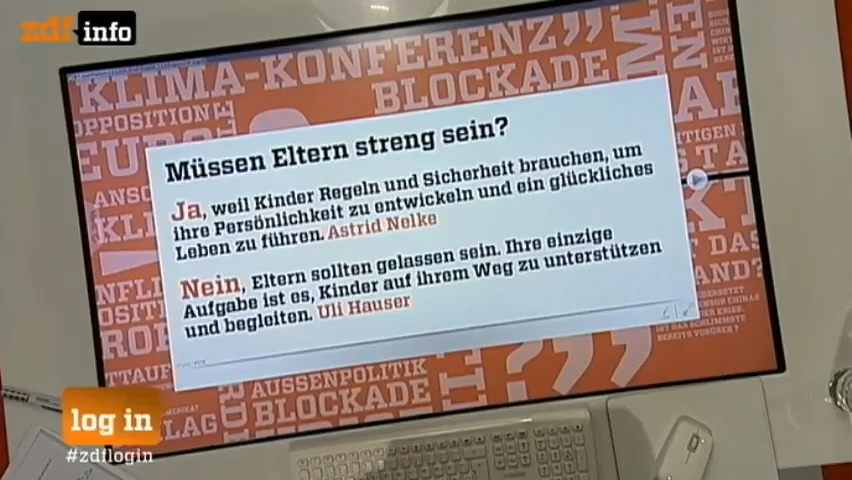 zdf info
KLIMA-KONFERENZ
BLOCKADE
OPPOSITION
Müssen Eltern streng sein?
Ja, weil Kinder Regeln und Sicherheit brauchen, um
ihre Persönlichkeit zu entwickeln und ein glückliches
Leben zu führen. Astrid Nelke
Nein, Eltern sollten gelassen sein. Ihre einzige
Aufgabe ist es, Kinder auf ihrem Weg zu unterstützen
und begleiten. Uli Hauser
AUSSENPOLITIK
BLOCKADE
log in
#zdflogin